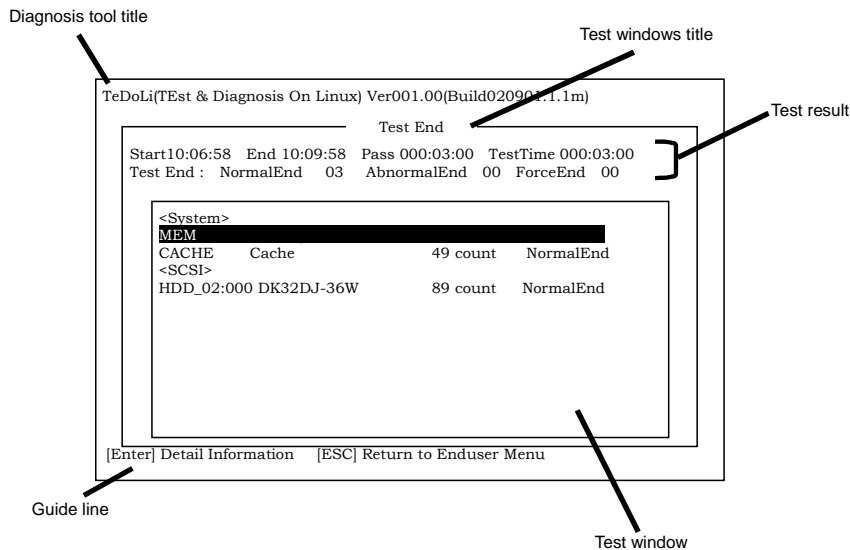 Diagnosis tool title
Test windows title
TeDoLi(TEst & Diagnosis On Linux) Ver001.00(Build020901.1.1m)
Test result
Test End
Start10:06:58 End 10:09:58 Pass 000:03:00 TestTime 000:03:00
Test End : NormalEnd 03 AbnormalEnd 00 ForceEnd 00
<System>
MEM
CACHE Cache 49 count NormalEnd
<SCSI>
HDD_02:000 DK32DJ-36W 89 count NormalEnd
[Enter] Detail Information [ESC] Return to Enduser Menu
Guide line
Test window